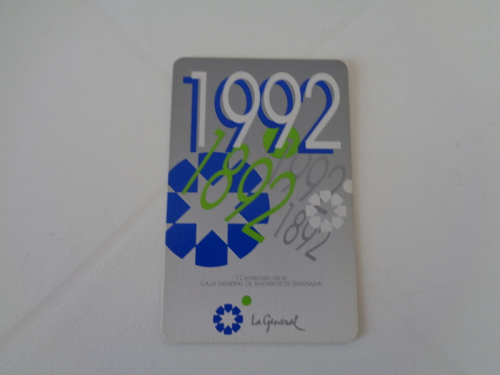 1992
1892
1992
1892
I Centenario de la
CAJA GENERAL DE AHORROS DE GRANADA
La General